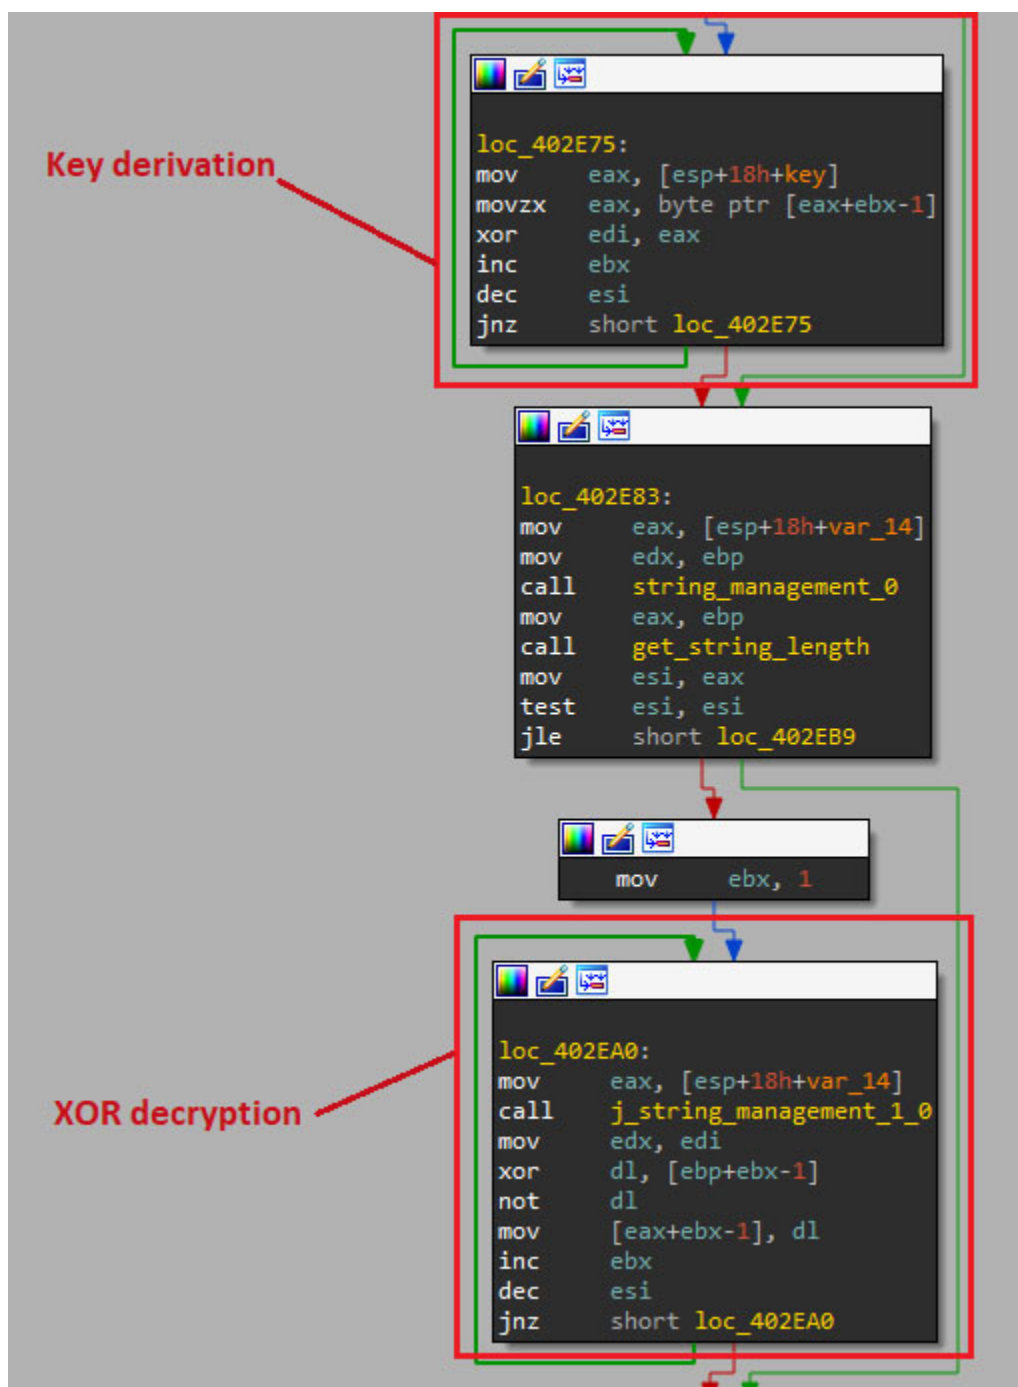 Key derivation
loc_402E75:
mov eax, [esp+18h+key]
movzx eax, byte ptr [eax+ebx-1]
xor edi, eax
inc ebx
dec esi
jnz short loc_402E75
loc_402E83:
mov eax, [esp+18h+var_14]
mov edx, ebp
call string_management_0
mov eax, ebp
call get_string_length
mov esi, eax
test esi, esi
jle short loc_402EB9
mov ebx, 1
XOR decryption
loc_402EA0:
mov eax, [esp+18h+var_14]
call j_string_management_1_0
mov edx, edi
xor dl, [ebp+ebx-1]
not dl
mov [eax+ebx-1], dl
inc ebx
dec esi
jnz short loc_402EA0